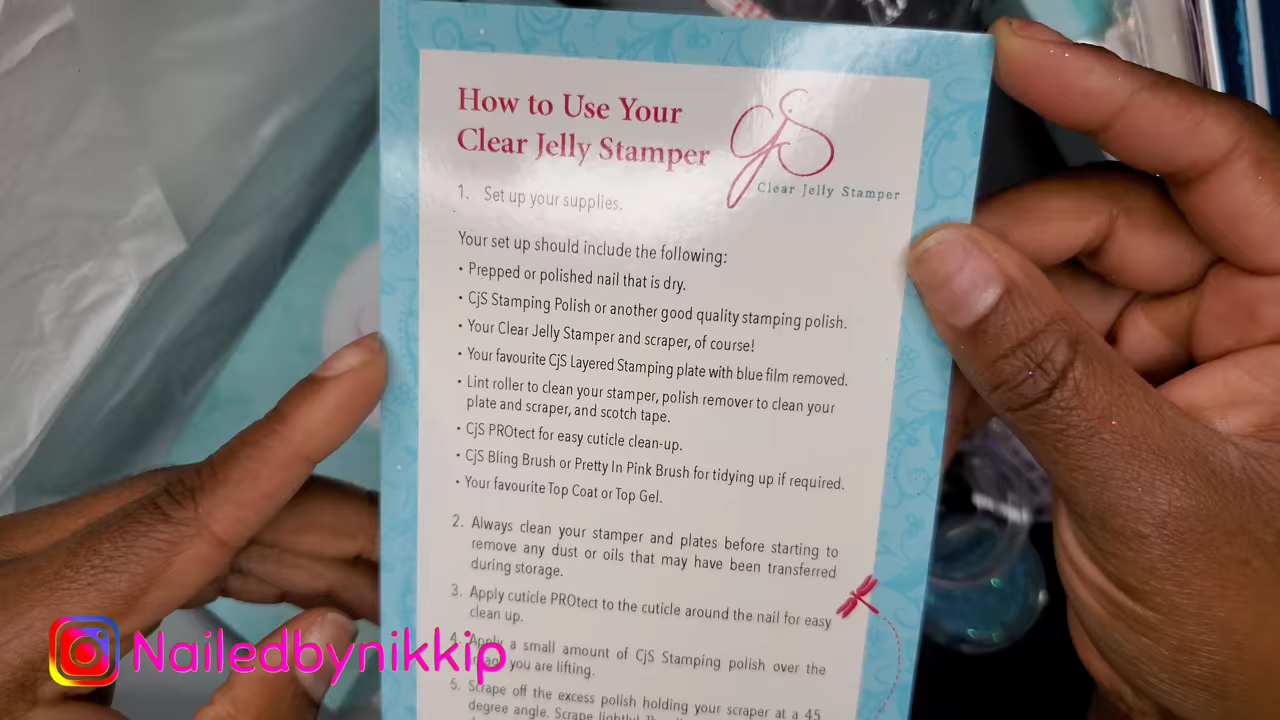 How to Use Your
Clear Jelly Stamper
CjS
Clear Jelly Stamper
1. Set up your supplies.
Your set up should include the following:
• Prepped or polished nail that is dry.
• CjS Stamping Polish or another good quality stamping polish.
• Your Clear Jelly Stamper and scraper, of course!
• Your favourite CjS Layered Stamping plate with blue film removed.
• Lint roller to clean your stamper, polish remover to clean your
plate and scraper, and scotch tape.
• CjS PROtect for easy cuticle clean-up.
• CjS Bling Brush or Pretty In Pink Brush for tidying up if required.
• Your favourite Top Coat or Top Gel.
2. Always clean your stamper and plates before starting to
remove any dust or oils that may have been transferred
during storage.
3. Apply cuticle PROtect to the cuticle around the nail for easy
clean up.
4. Apply a small amount of CjS Stamping polish over the
you are lifting.
5. Scrape off the excess polish holding your scraper at a 45
degree angle. Scrape
Nailedbynikkip